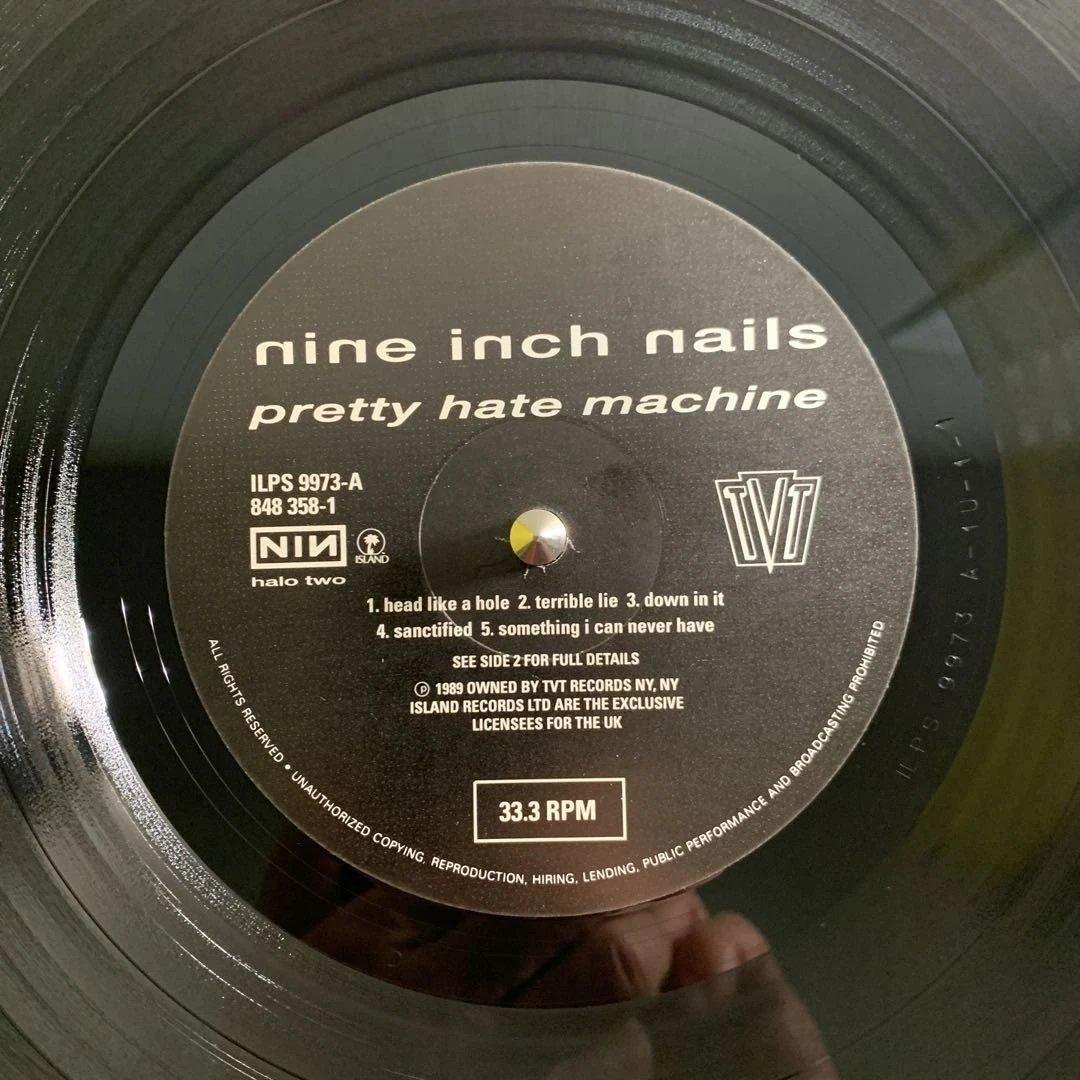 nine inch nails
pretty hate machine
ILPS 9973-A
848 358-1
NIN
ISLAND
halo two
TVT
1. head like a hole 2. terrible lie 3. down in it
4. sanctified 5. something i can never have
SEE SIDE 2 FOR FULL DETAILS
℗ 1989 OWNED BY TVT RECORDS NY, NY
ISLAND RECORDS LTD ARE THE EXCLUSIVE
LICENSEES FOR THE UK
33.3 RPM
ALL RIGHTS RESERVED • UNAUTHORIZED COPYING, REPRODUCTION, HIRING, LENDING, PUBLIC PERFORMANCE AND BROADCASTING PROHIBITED
ILPS 9973 A-1U-1-1